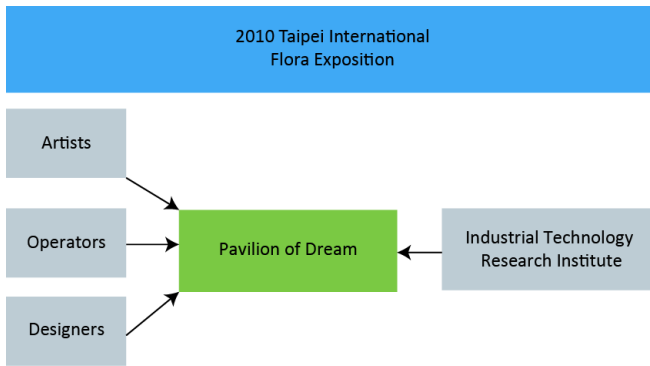 2010 Taipei International
Flora Exposition
Artists
Operators
Pavilion of Dream
Industrial Technology
Research Institute
Designers